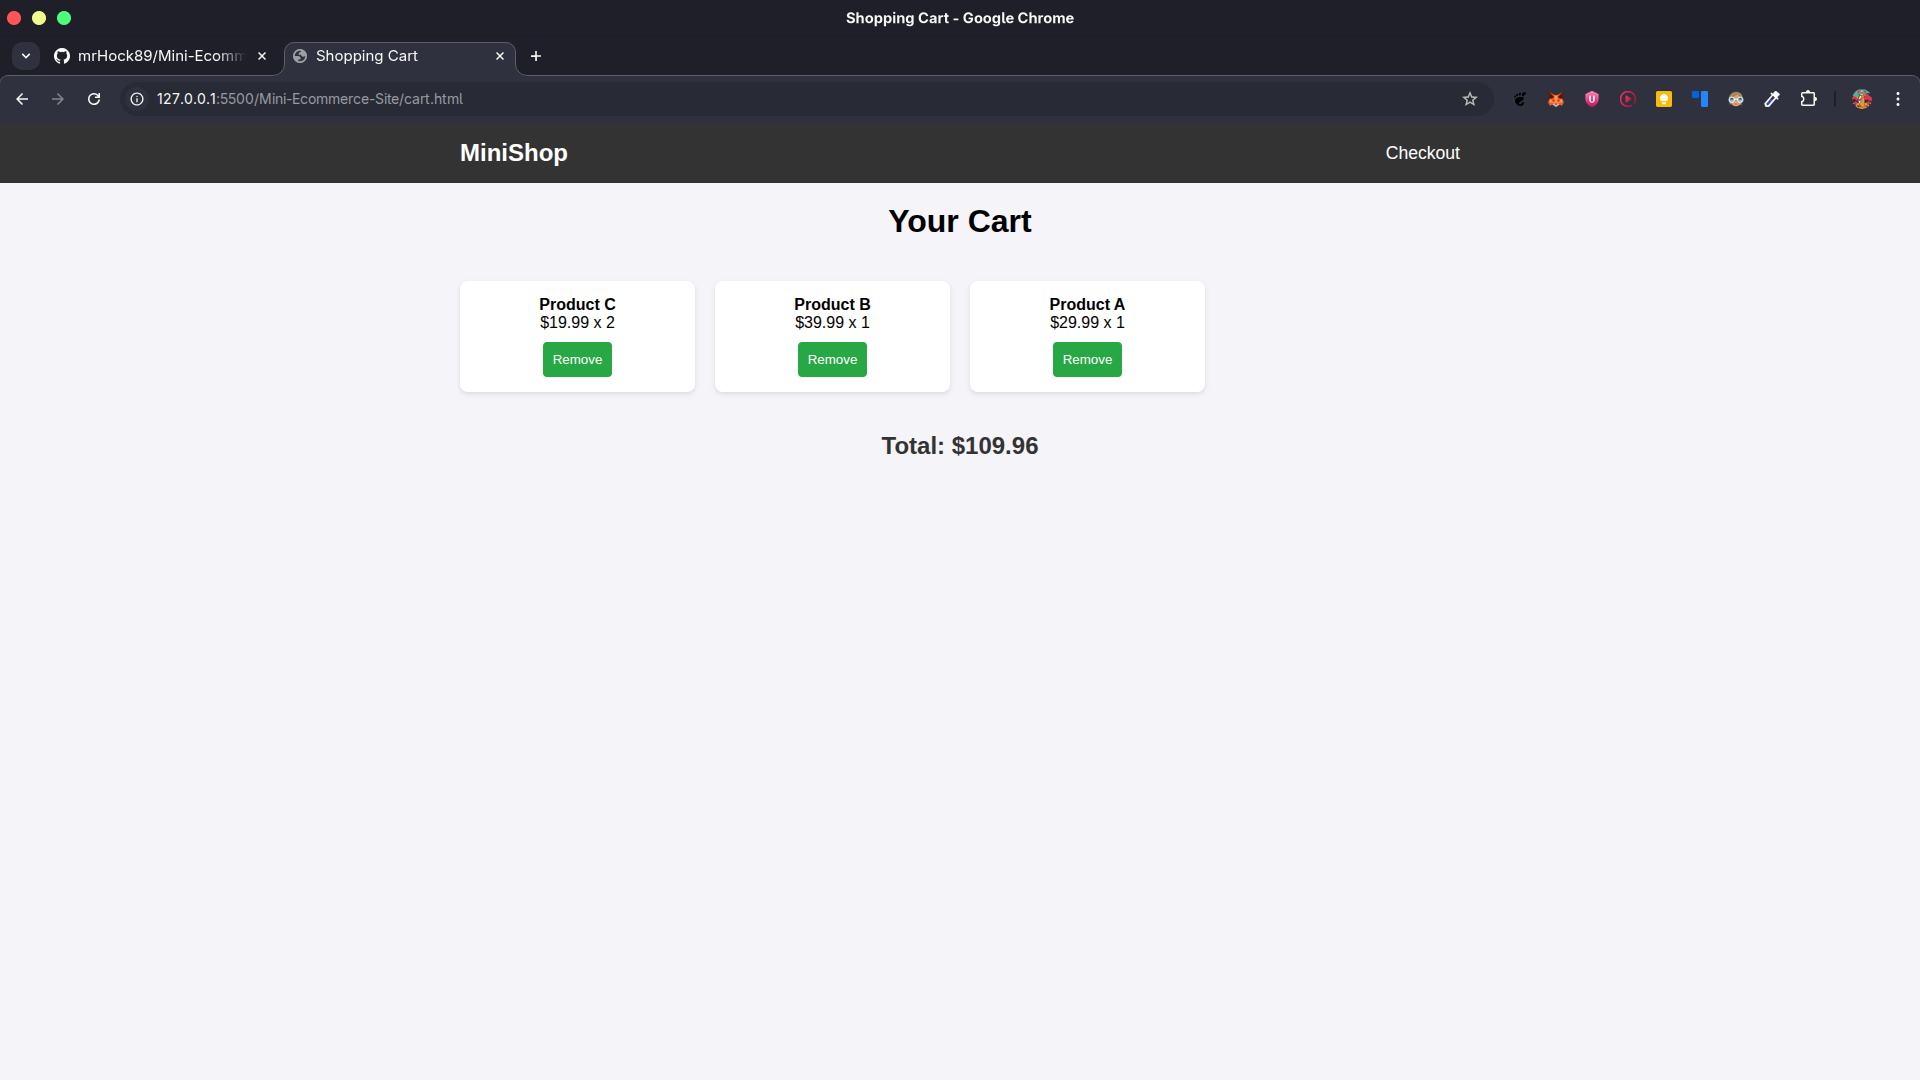 Shopping Cart - Google Chrome
mrHock89/Mini-Ecomm
Shopping Cart
127.0.0.1:5500/Mini-Ecommerce-Site/cart.html
MiniShop
Checkout
Your Cart
Product C
$19.99 x 2
Remove
Product B
$39.99 x 1
Remove
Product A
$29.99 x 1
Remove
Total: $109.96